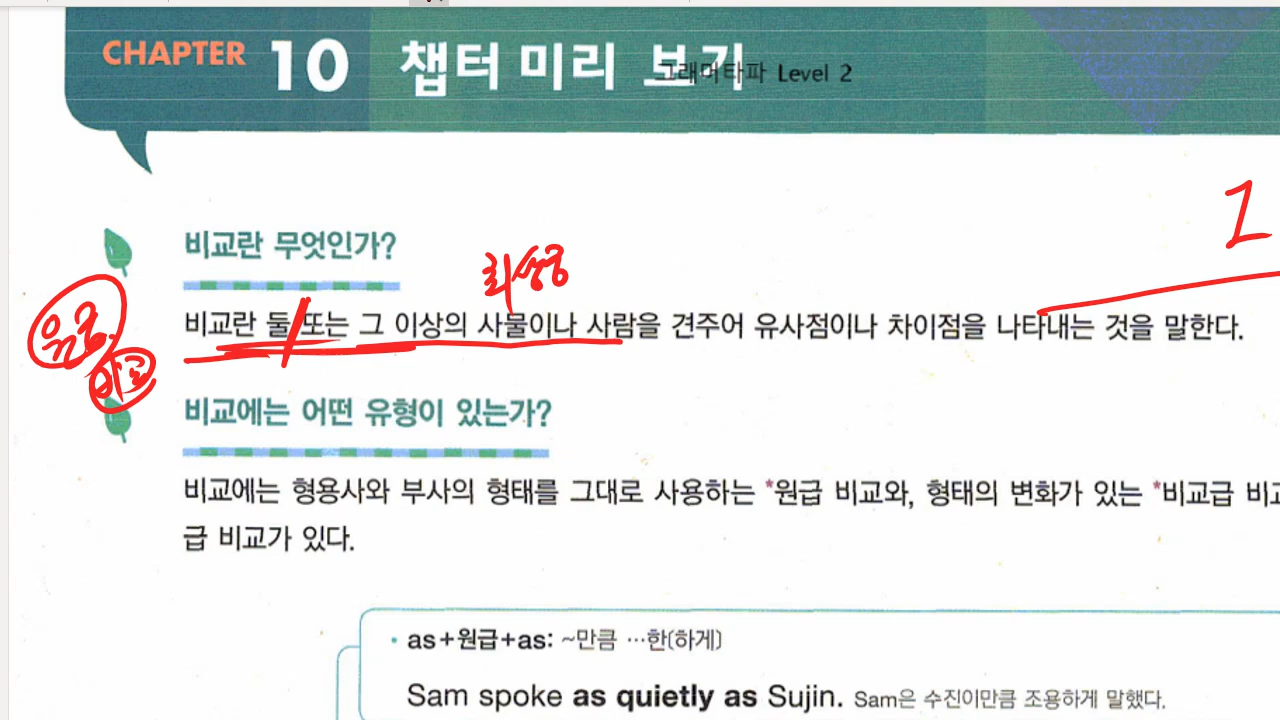 CHAPTER 10 챕터 미리 보기
그래머타파 Level 2
1
비교란 무엇인가?
최상급
비교란 둘 또는 그 이상의 사물이나 사람을 견주어 유사점이나 차이점을 나타내는 것을 말한다.
원급
비교에는 어떤 유형이 있는가?
비교에는 형용사와 부사의 형태를 그대로 사용하는 *원급 비교와, 형태의 변화가 있는 *비교급 비교
급 비교가 있다.
• as+원급+as: ~만큼 …한(하게)
Sam spoke as quietly as Sujin. Sam은 수진이만큼 조용하게 말했다.